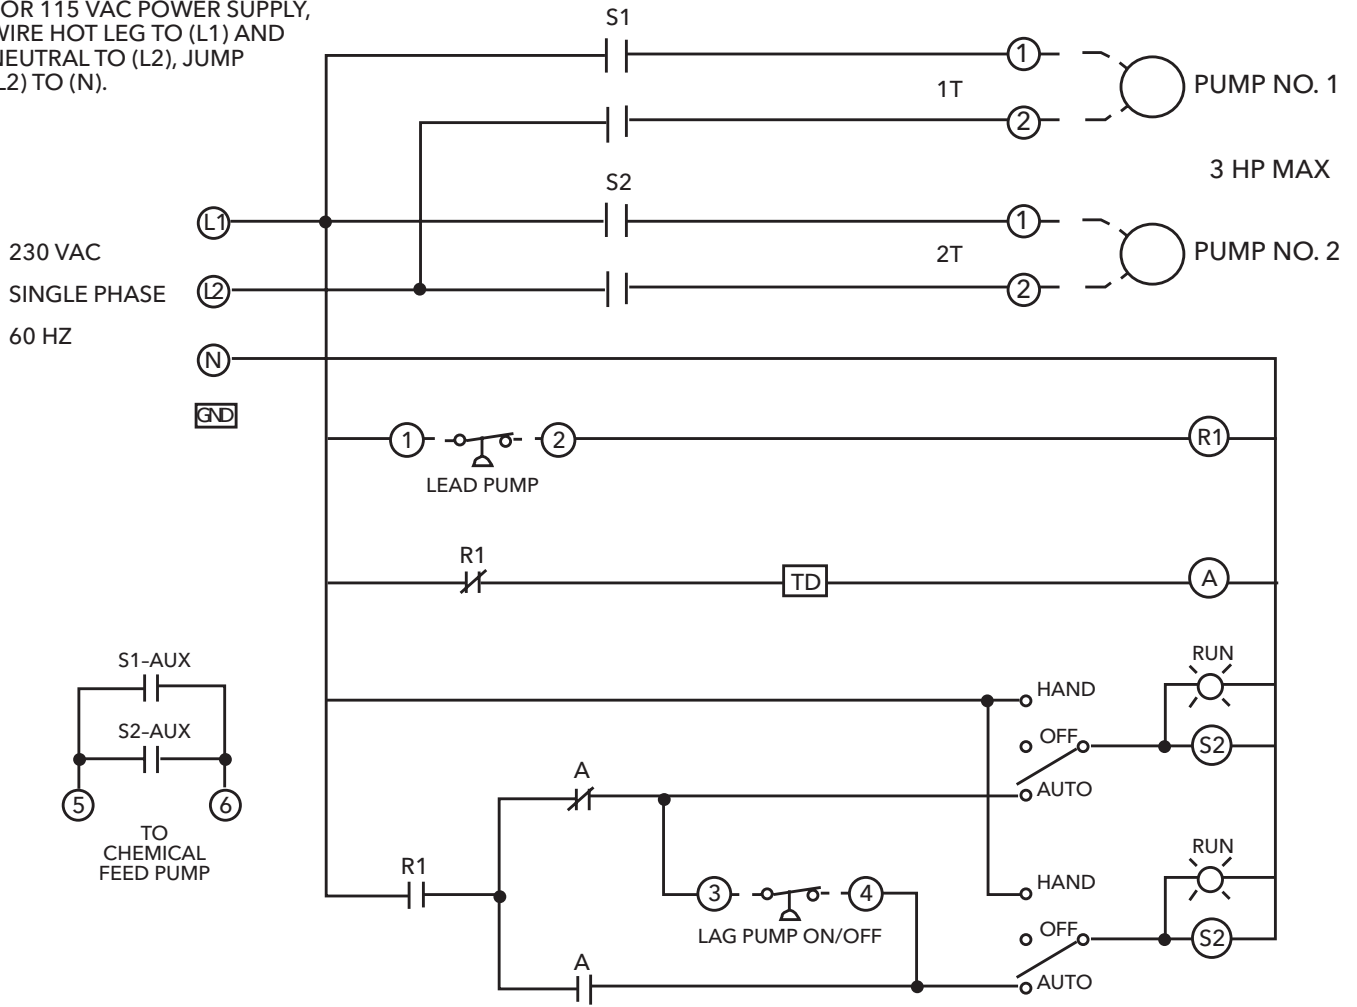 OR 115 VAC POWER SUPPLY,
WIRE HOT LEG TO (L1) AND
NEUTRAL TO (L2), JUMP
L2) TO (N).
S1
1
1T
PUMP NO. 1
2
3 HP MAX
S2
L1
1
230 VAC
2T
PUMP NO. 2
SINGLE PHASE
L2
2
60 HZ
N
GND
1
2
R1
LEAD PUMP
R1
TD
A
S1-AUX
S2-AUX
5
6
TO
CHEMICAL
FEED PUMP
RUN
HAND
OFF
S2
A
AUTO
R1
RUN
HAND
3
4
LAG PUMP ON/OFF
OFF
S2
A
AUTO